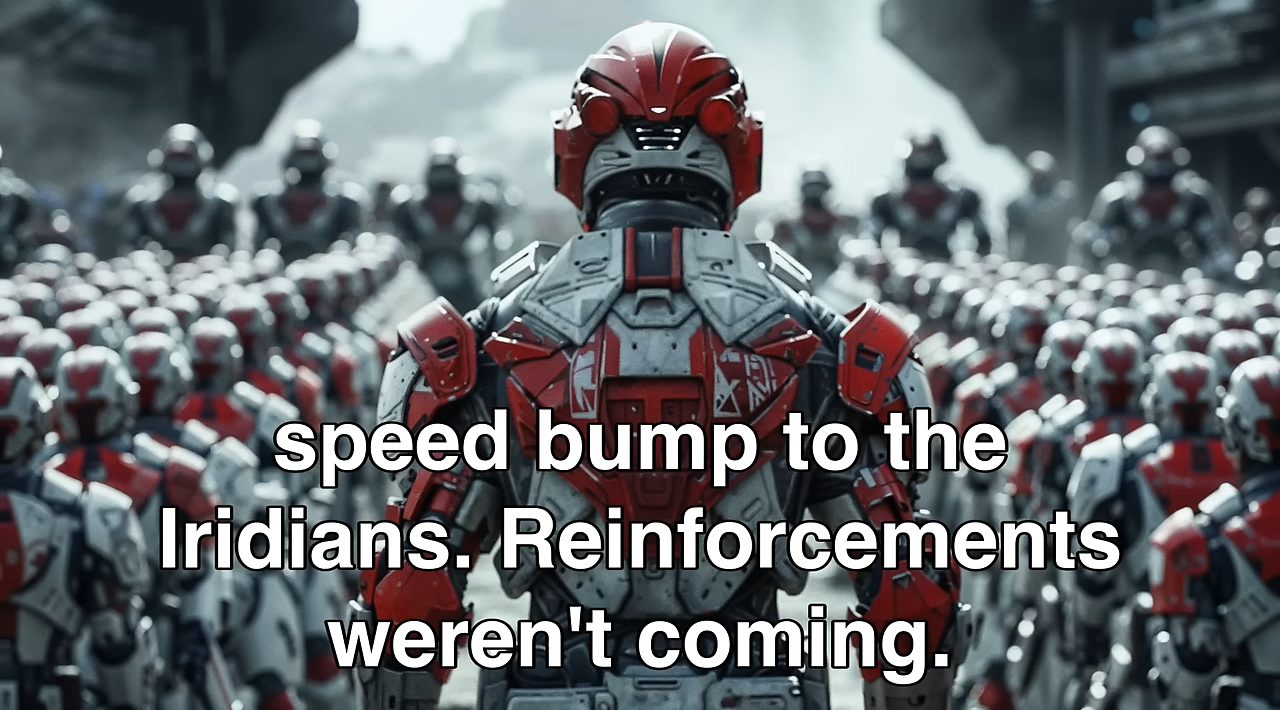 speed bump to the
Iridians. Reinforcements
weren't coming.